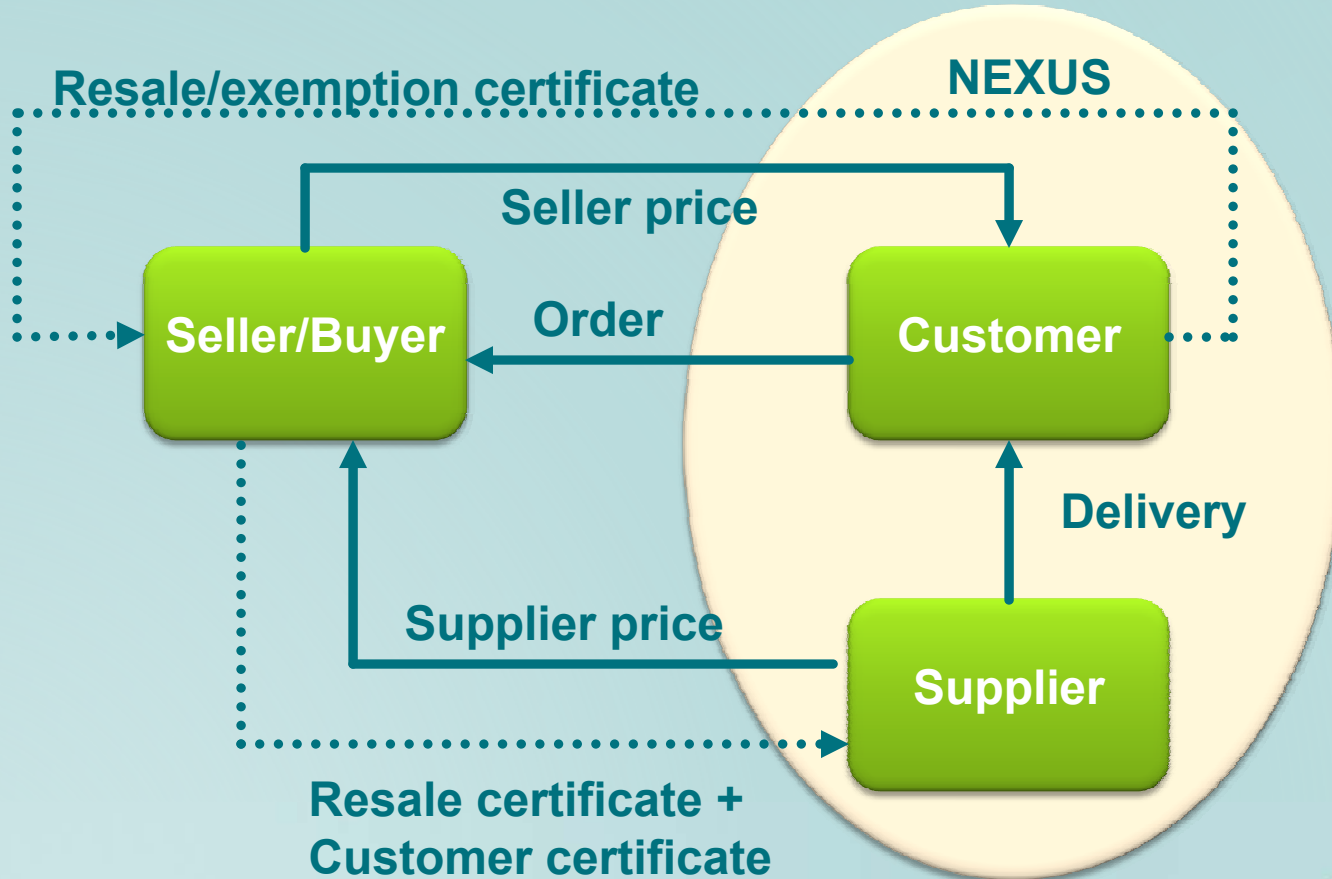 NEXUS
Resale/exemption certificate
Seller price
Order
Seller/Buyer
Customer
Delivery
Supplier price
Supplier
Resale certificate +
Customer certificate